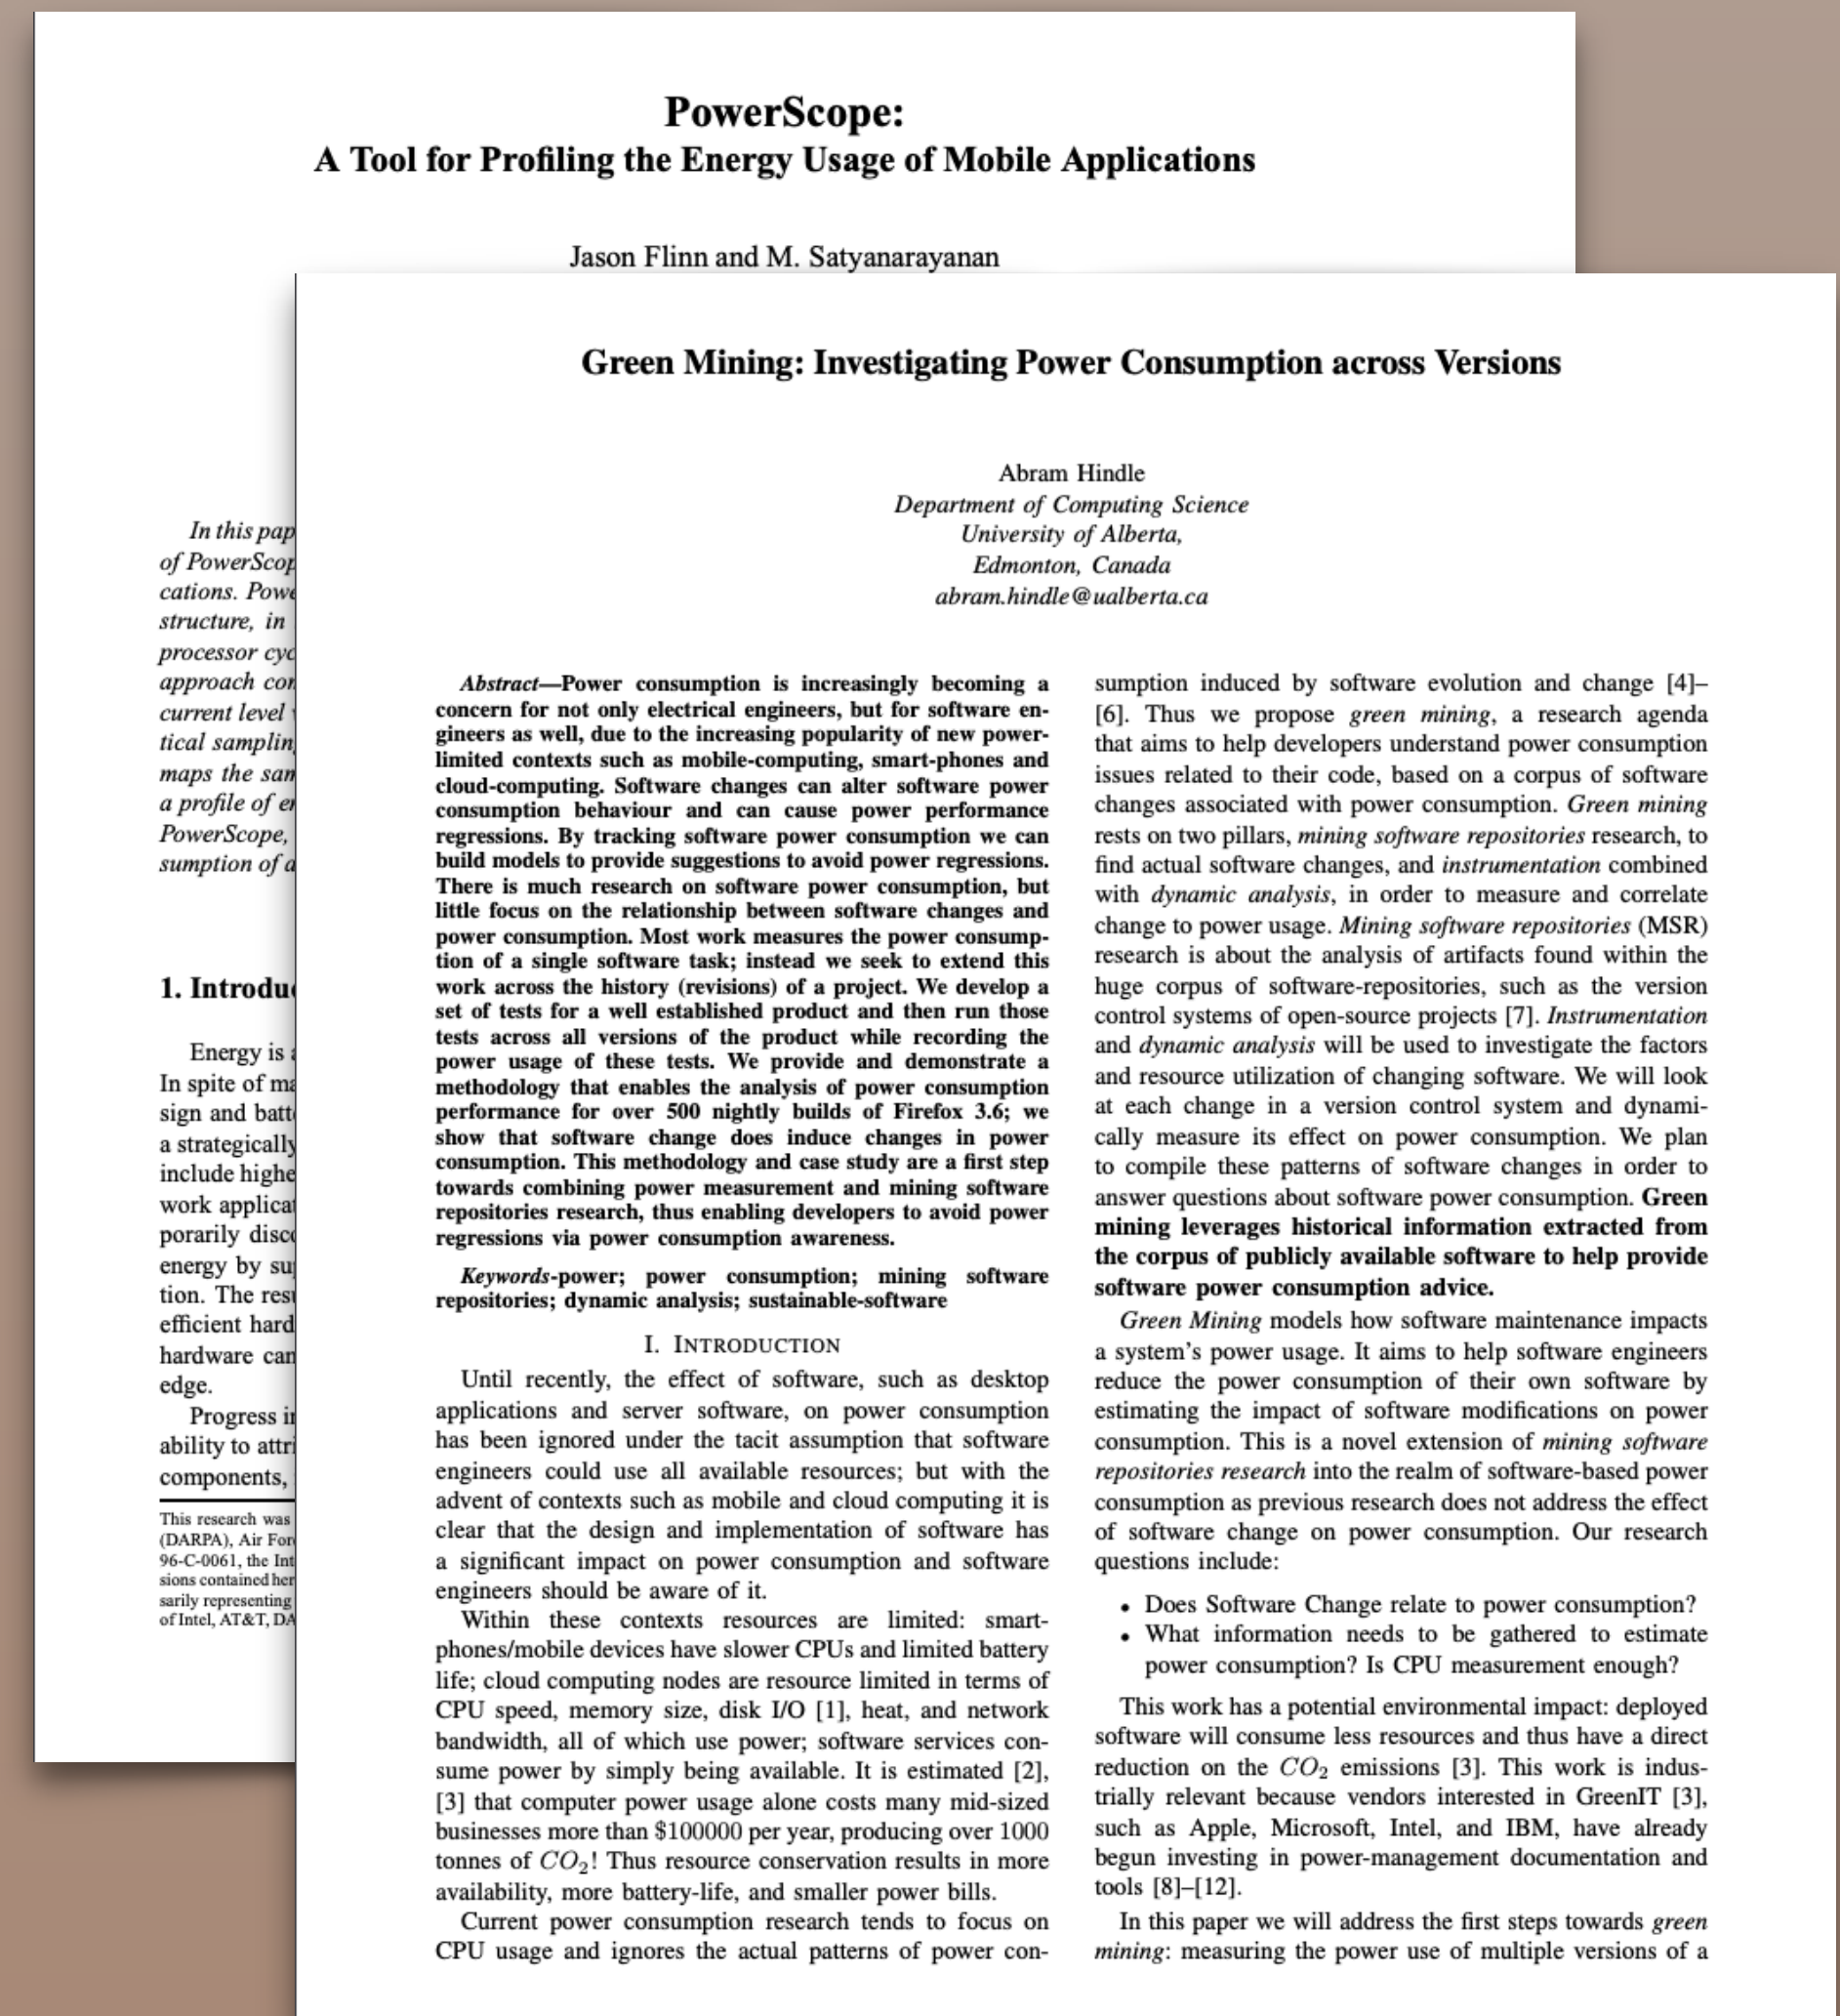 PowerScope:
A Tool for Profiling the Energy Usage of Mobile Applications
Jason Flinn and M. Satyanarayanan
In this
of
cations.
structure, in
processor
approach
current level
tical
maps the
a profile of
PowerScope,
sumption of
1.
Energy is
In spite of
sign and
a strategically
include
work
porarily
energy by
tion. The
efficient
hardware can
edge.
Progress
ability to
components,
This research was
(DARPA), Air
96-C-0061, the
sions contained
sarily representing
of Intel, AT&T,
Green Mining: Investigating Power Consumption across Versions
Abram Hindle
Department of Computing Science
University of Alberta,
Edmonton, Canada
abram.hindle@ualberta.ca
Abstract—Power consumption is increasingly becoming a
concern for not only electrical engineers, but for software en-
gineers as well, due to the increasing popularity of new power-
limited contexts such as mobile-computing, smart-phones and
cloud-computing. Software changes can alter software power
consumption behaviour and can cause power performance
regressions. By tracking software power consumption we can
build models to provide suggestions to avoid power regressions.
There is much research on software power consumption, but
little focus on the relationship between software changes and
power consumption. Most work measures the power consump-
tion of a single software task; instead we seek to extend this
work across the history (revisions) of a project. We develop a
set of tests for a well established product and then run those
tests across all versions of the product while recording the
power usage of these tests. We provide and demonstrate a
methodology that enables the analysis of power consumption
performance for over 500 nightly builds of Firefox 3.6; we
show that software change does induce changes in power
consumption. This methodology and case study are a first step
towards combining power measurement and mining software
repositories research, thus enabling developers to avoid power
regressions via power consumption awareness.
Keywords-power; power consumption; mining software
repositories; dynamic analysis; sustainable-software
I. INTRODUCTION
Until recently, the effect of software, such as desktop
applications and server software, on power consumption
has been ignored under the tacit assumption that software
engineers could use all available resources; but with the
advent of contexts such as mobile and cloud computing it is
clear that the design and implementation of software has
a significant impact on power consumption and software
engineers should be aware of it.
Within these contexts resources are limited: smart-
phones/mobile devices have slower CPUs and limited battery
life; cloud computing nodes are resource limited in terms of
CPU speed, memory size, disk I/O [1], heat, and network
bandwidth, all of which use power; software services con-
sume power by simply being available. It is estimated [2],
[3] that computer power usage alone costs many mid-sized
businesses more than $100000 per year, producing over 1000
tonnes of CO₂! Thus resource conservation results in more
availability, more battery-life, and smaller power bills.
Current power consumption research tends to focus on
CPU usage and ignores the actual patterns of power con-
sumption induced by software evolution and change [4]–
[6]. Thus we propose green mining, a research agenda
that aims to help developers understand power consumption
issues related to their code, based on a corpus of software
changes associated with power consumption. Green mining
rests on two pillars, mining software repositories research, to
find actual software changes, and instrumentation combined
with dynamic analysis, in order to measure and correlate
change to power usage. Mining software repositories (MSR)
research is about the analysis of artifacts found within the
huge corpus of software-repositories, such as the version
control systems of open-source projects [7]. Instrumentation
and dynamic analysis will be used to investigate the factors
and resource utilization of changing software. We will look
at each change in a version control system and dynami-
cally measure its effect on power consumption. We plan
to compile these patterns of software changes in order to
answer questions about software power consumption. Green
mining leverages historical information extracted from
the corpus of publicly available software to help provide
software power consumption advice.
Green Mining models how software maintenance impacts
a system's power usage. It aims to help software engineers
reduce the power consumption of their own software by
estimating the impact of software modifications on power
consumption. This is a novel extension of mining software
repositories research into the realm of software-based power
consumption as previous research does not address the effect
of software change on power consumption. Our research
questions include:
• Does Software Change relate to power consumption?
• What information needs to be gathered to estimate
power consumption? Is CPU measurement enough?
This work has a potential environmental impact: deployed
software will consume less resources and thus have a direct
reduction on the CO₂ emissions [3]. This work is indus-
trially relevant because vendors interested in GreenIT [3],
such as Apple, Microsoft, Intel, and IBM, have already
begun investing in power-management documentation and
tools [8]–[12].
In this paper we will address the first steps towards green
mining: measuring the power use of multiple versions of a